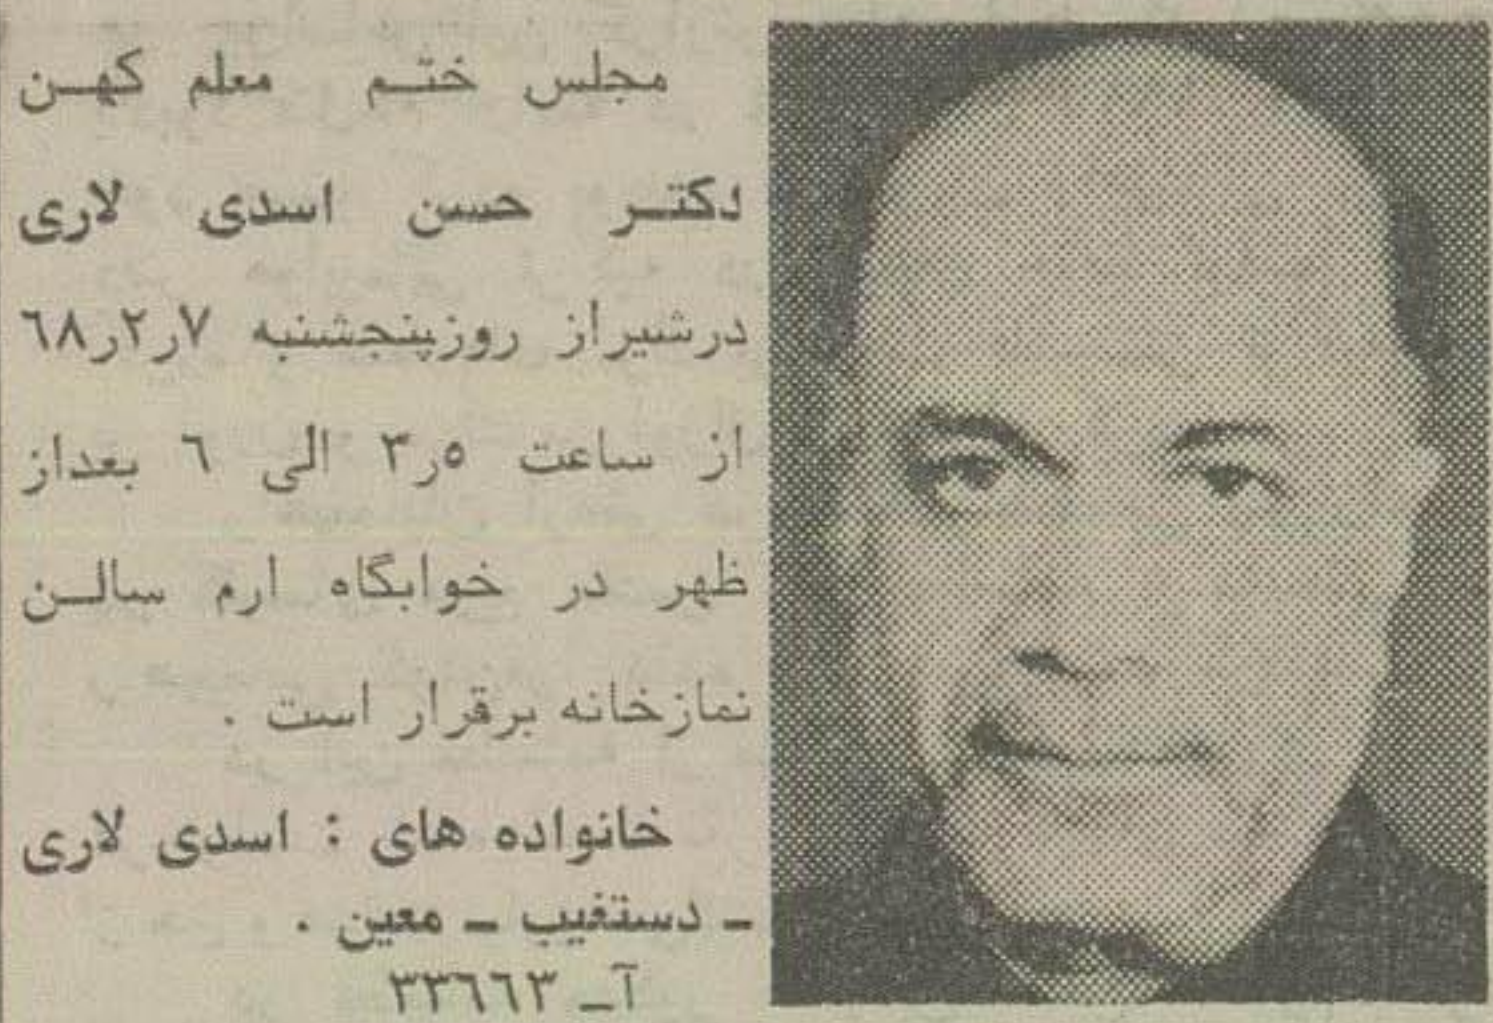 مجلس ختم معلم کهن
دکتر حسن اسدی لاری
درشیراز روزپنجشنبه ۷ر۲ر۶۸
از ساعت ۳ر۵ الی ۶ بعداز
ظهر در خوابگاه ارم سالن
نمازخانه برقرار است .
خانواده های : اسدی لاری
ـ دستغیب ـ معین .
آـ ۳۳۶۶۳